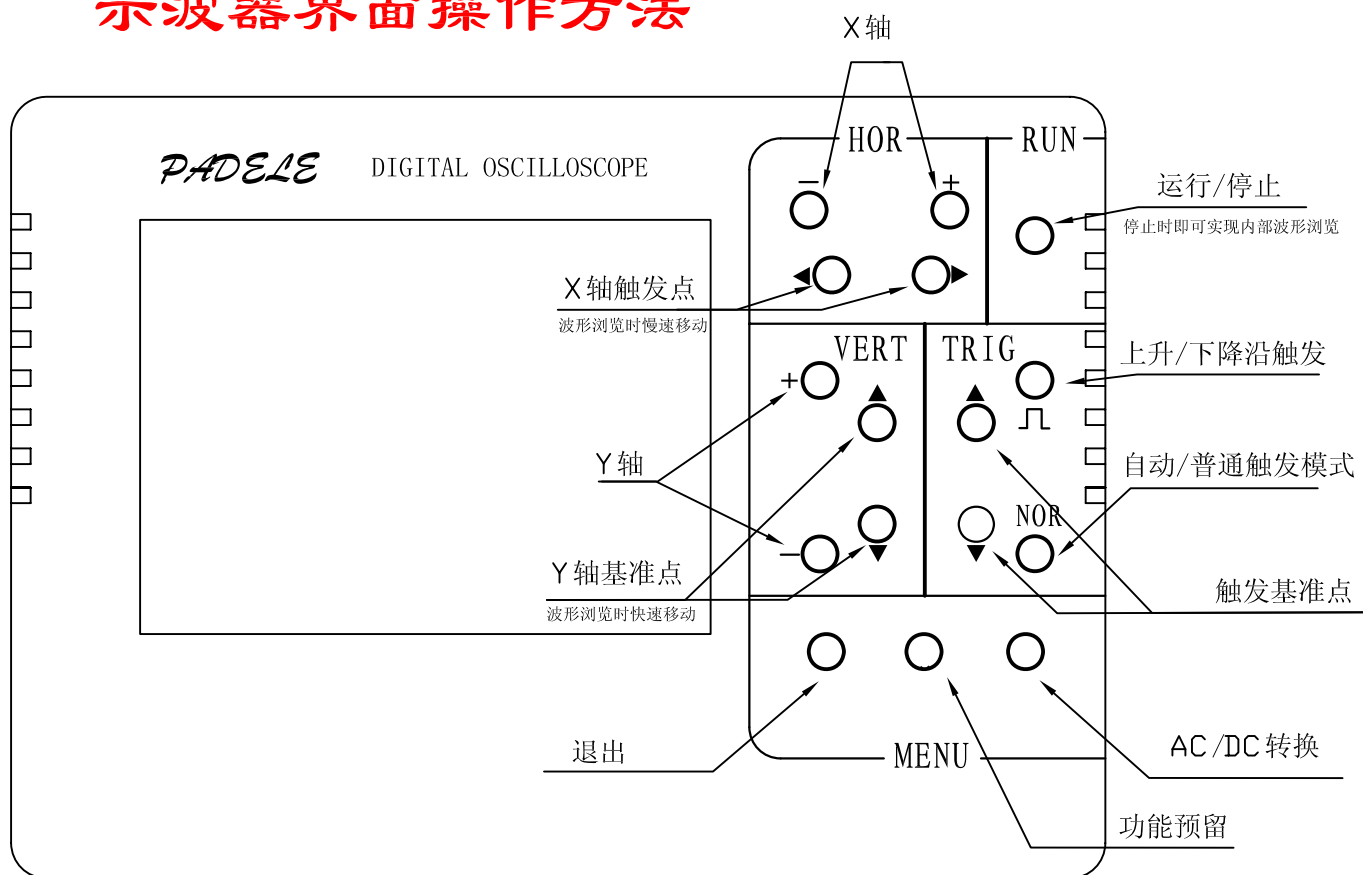 示波器界面操作方法
X轴
HOR
RUN
PADELE
DIGITAL OSCILLOSCOPE
－
+
运行/停止
停止时即可实现内部波形浏览
X轴触发点
波形浏览时慢速移动
VERT
TRIG
上升/下降沿触发
+
Y轴
自动/普通触发模式
NOR
－
Y轴基准点
波形浏览时快速移动
触发基准点
退出
MENU
AC/DC转换
功能预留